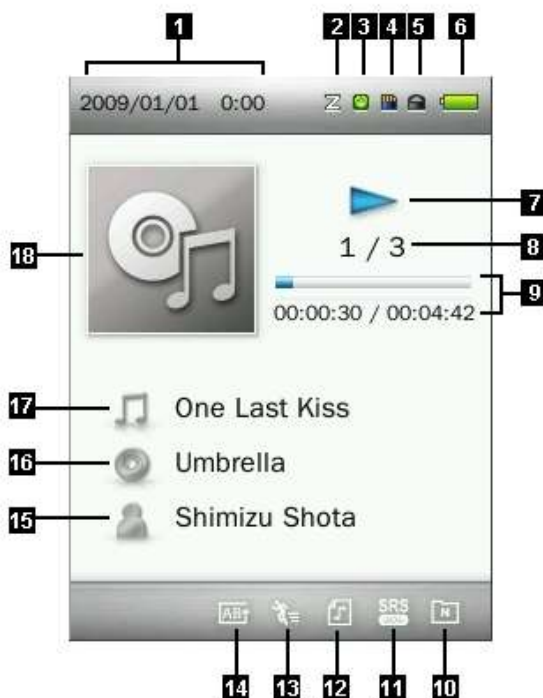 1 2 3 4 5 6
2009/01/01 0:00
7
1 / 3
8
18
9
00:00:30 / 00:04:42
17 One Last Kiss
16 Umbrella
15 Shimizu Shota
AB
SRS
N
14 13 12 11 10